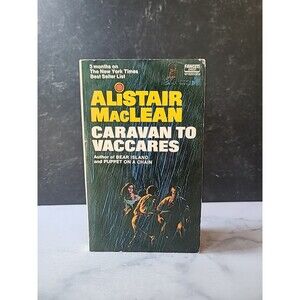 3 months on
The New York Times
Best Seller List
FAWCETT
ALISTAIR
MACLEAN
CARAVAN TO
VACCARES
Author of BEAR ISLAND
and PUPPET ON A CHAIN